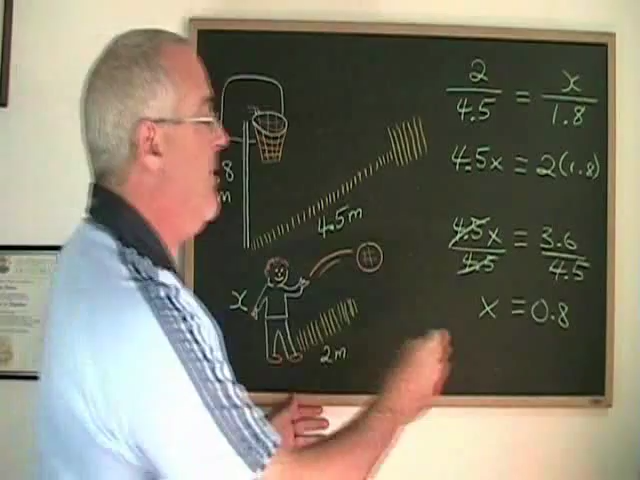 2/4.5 = x/1.8
4.5x = 2(1.8)
4.5x/4.5 = 3.6/4.5
x = 0.8
.8
m
4.5m
x
2m